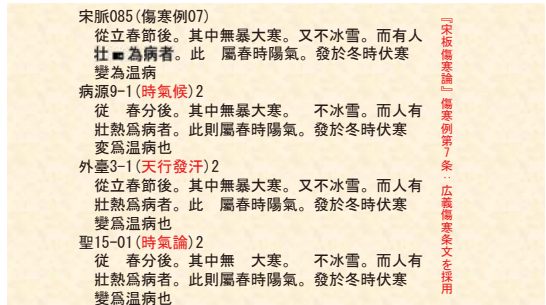 宋脈085(傷寒例07)
從立春節後。其中無暴大寒。又不冰雪。而有人
壮 為病者。此　屬春時陽氣。發於冬時伏寒
變為温病
病源9-1(時氣候)2
從　春分後。其中無暴大寒。　不冰雪。而人有
壯熱爲病者。此則屬春時陽氣。發於冬時伏寒
変爲温病也
外臺3-1(天行發汗)2
從立春節後。其中無暴大寒。又不冰雪。而人有
壯熱爲病者。此　屬春時陽氣。發於冬時伏寒
變爲温病也
聖15-01(時氣論)2
從　春分後。其中無　大寒。　不冰雪。而人有
壯熱爲病者。此則屬春時陽氣。發於冬時伏寒
變爲温病也
『宋板傷寒論』傷寒例第7条：広義傷寒条文を採用